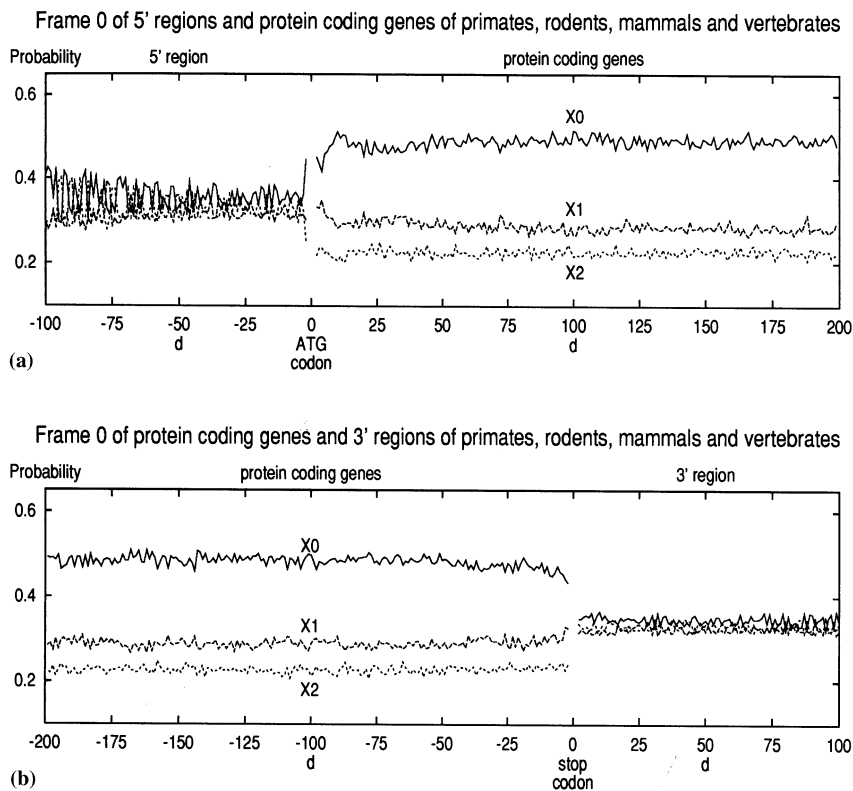 Frame 0 of 5' regions and protein coding genes of primates, rodents, mammals and vertebrates
Probability 5' region protein coding genes
0.6
X0
0.4
X1
0.2
X2
-100 -75 -50 -25 0 25 50 75 100 125 150 175 200
d ATG d
codon
(a)
Frame 0 of protein coding genes and 3' regions of primates, rodents, mammals and vertebrates
Probability protein coding genes 3' region
0.6
X0
0.4
X1
0.2
X2
-200 -175 -150 -125 -100 -75 -50 -25 0 25 50 75 100
d stop d
codon
(b)